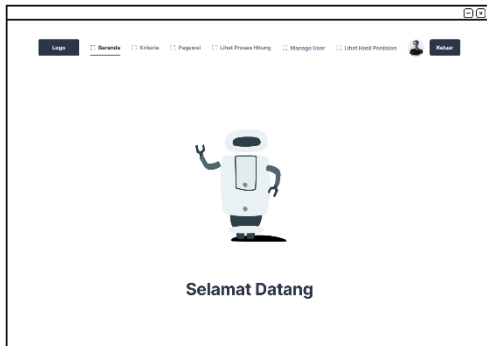 Logo Beranda Kriteria Pegawai Lihat Proses Hitung Manage User Lihat Hasil Penilaian Keluar
Selamat Datang